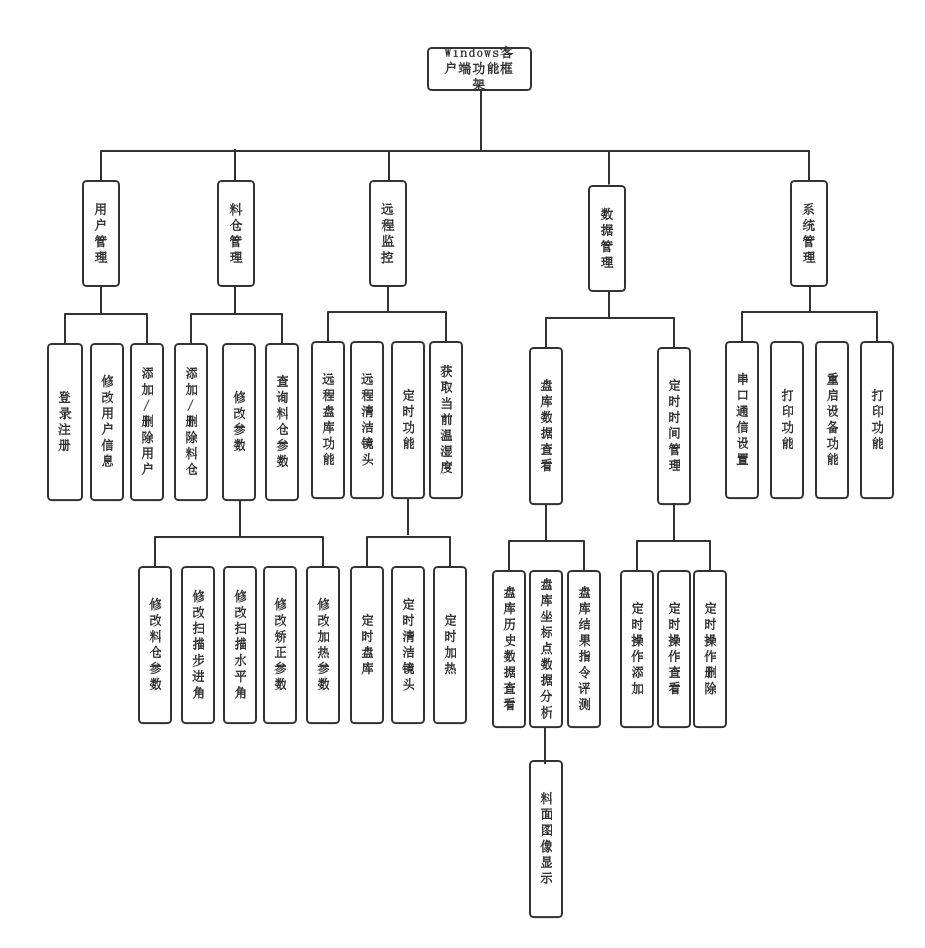 Windows客
户端功能框
架
用户管理
料仓管理
远程监控
数据管理
系统管理
登录注册
修改用户信息
添加/删除用户
添加/删除料仓
修改参数
查询料仓参数
远程盘库功能
远程清洁镜头
定时功能
获取当前温湿度
盘库数据查看
定时时间管理
串口通信设置
打印功能
重启设备功能
打印功能
修改料仓参数
修改扫描步进角
修改扫描水平角
修改矫正参数
修改加热参数
定时盘库
定时清洁镜头
定时加热
盘库历史数据查看
盘库坐标点数据分析
盘库结果指令评测
定时操作添加
定时操作查看
定时操作删除
料面图像显示